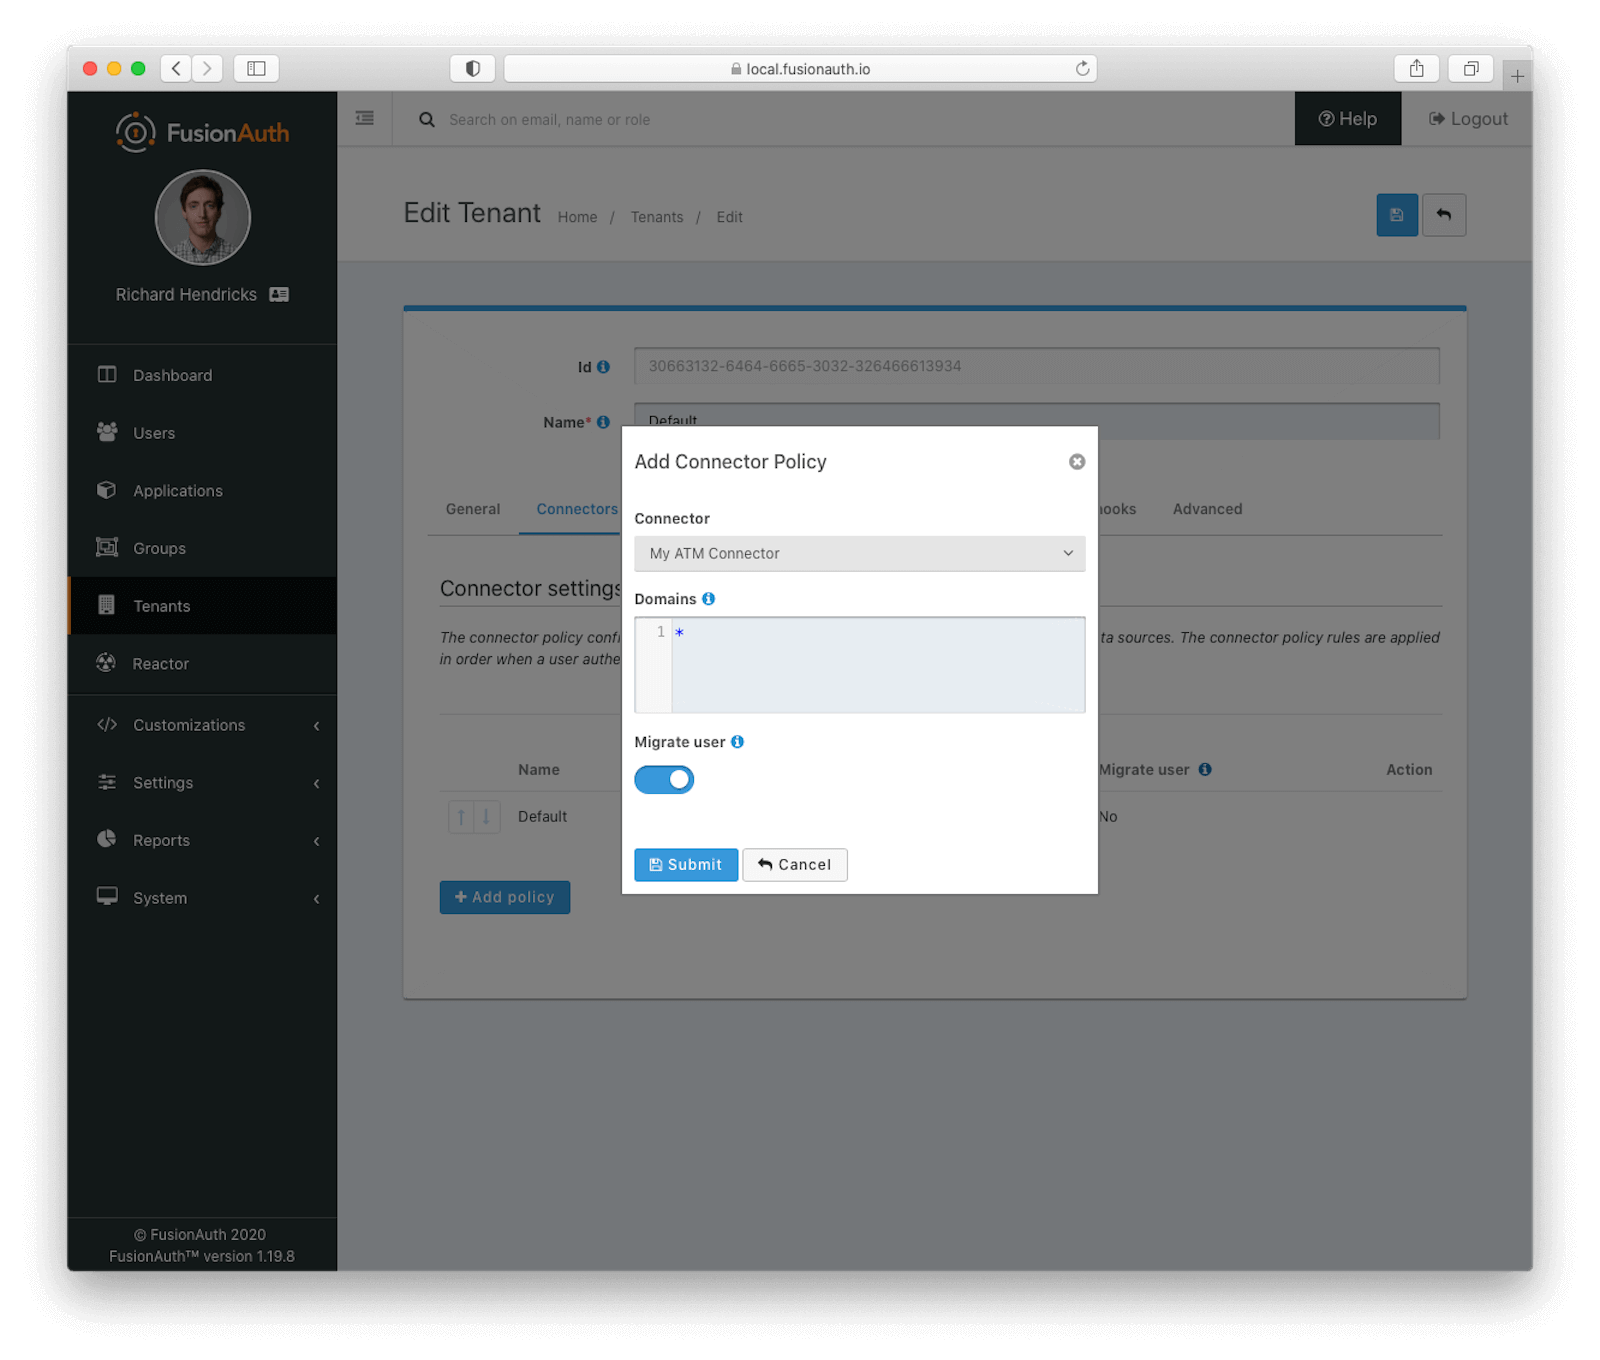 local.fusionauth.io
FusionAuth
Search on email, name or role
Help
Logout
Richard Hendricks
Edit Tenant Home / Tenants / Edit
Dashboard
Users
Applications
Groups
Tenants
Reactor
Customizations
Settings
Reports
System
© FusionAuth 2020
FusionAuth™ version 1.19.8
Id 30663132-6464-6665-3032-326466613934
Name* Default
General Connectors Advanced
Connector settings
The connector policy ta sources. The connector policy rules are applied
in order when a user
Name Migrate user Action
Default No
Add policy
Add Connector Policy
Connector
My ATM Connector
Domains
1 *
Migrate user
Submit Cancel